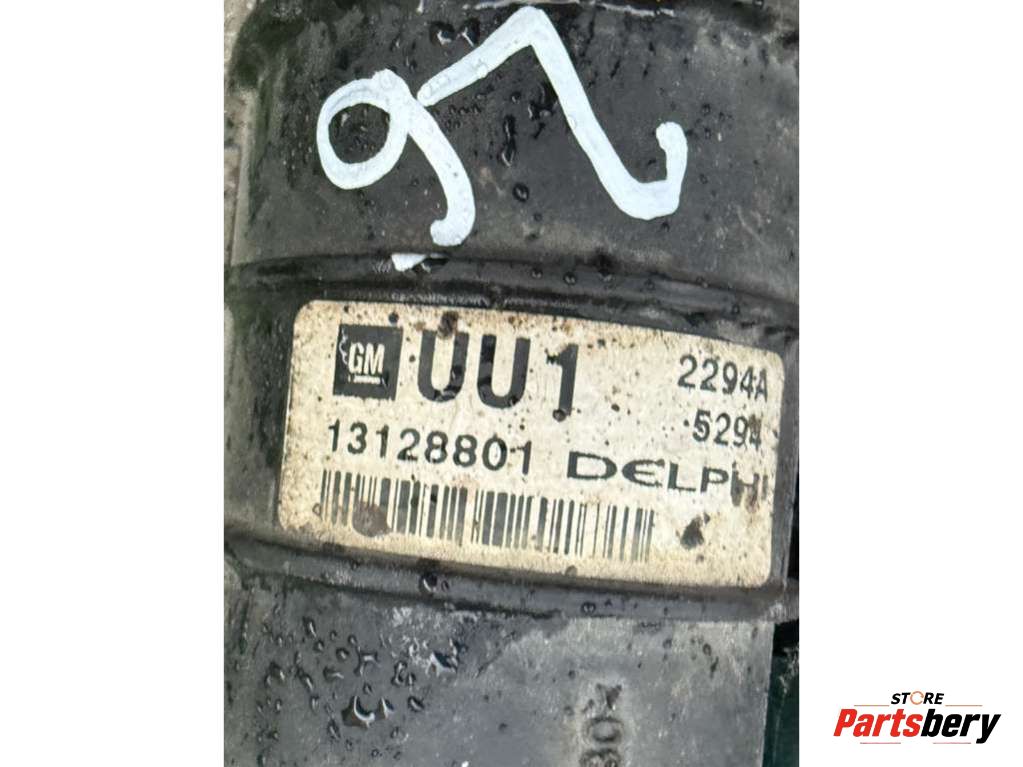 97
GM UU1 2294A
5294
13128801 DELPHI
STORE
Partsbery